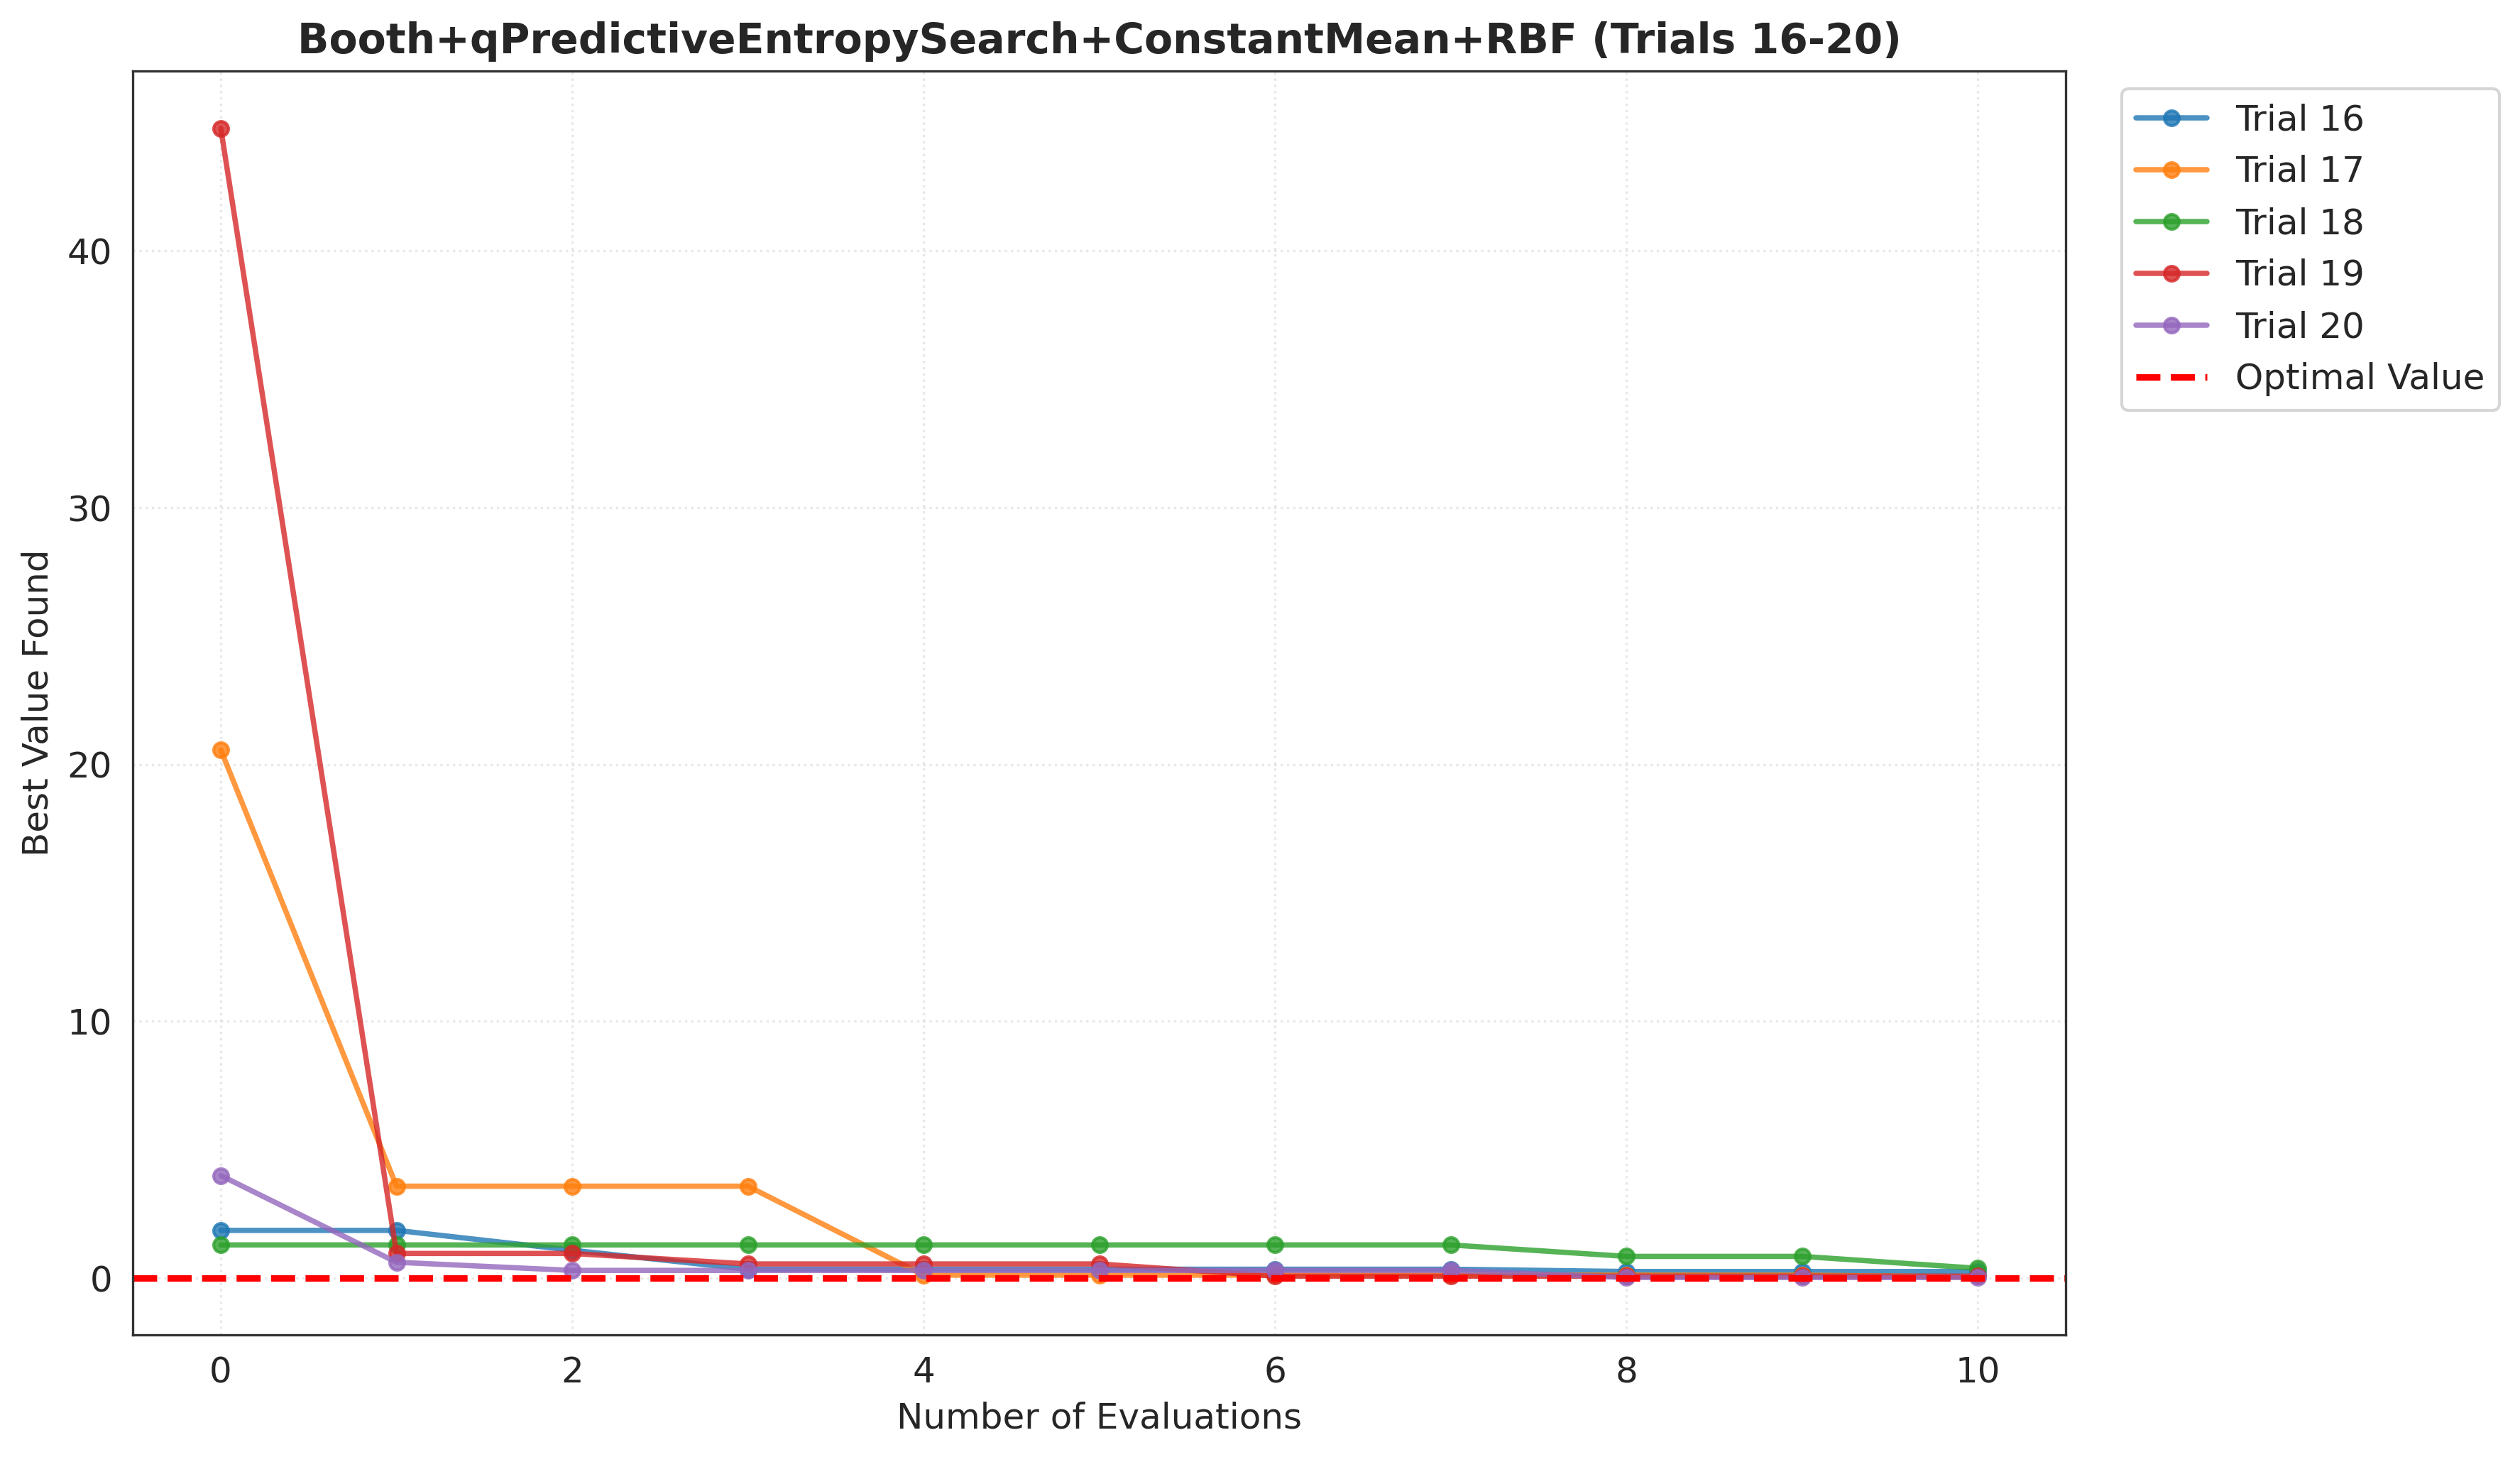 Booth+qPredictiveEntropySearch+ConstantMean+RBF (Trials 16-20)
Best Value Found
40
30
20
10
0
0 2 4 6 8 10
Number of Evaluations
Trial 16
Trial 17
Trial 18
Trial 19
Trial 20
Optimal Value